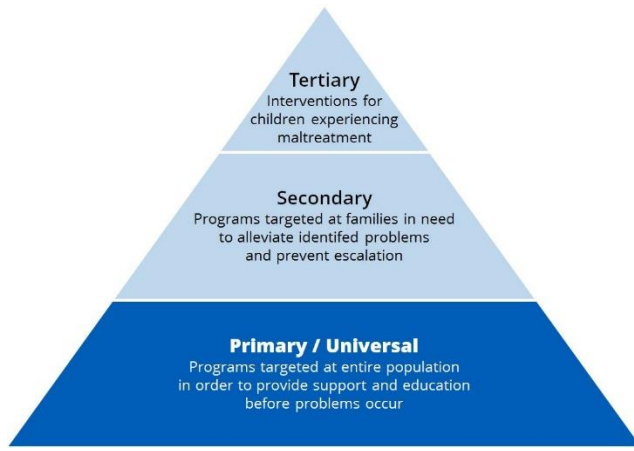 Tertiary
Interventions for
children experiencing
maltreatment
Secondary
Programs targeted at families in need
to alleviate identifed problems
and prevent escalation
Primary / Universal
Programs targeted at entire population
in order to provide support and education
before problems occur